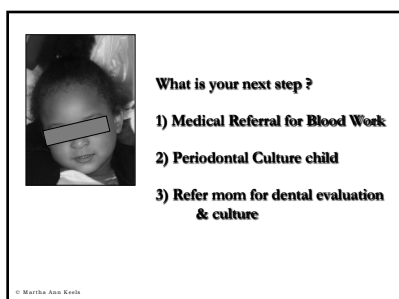 What is your next step ?
1) Medical Referral for Blood Work
2) Periodontal Culture child
3) Refer mom for dental evaluation
& culture
© Martha Ann Keels